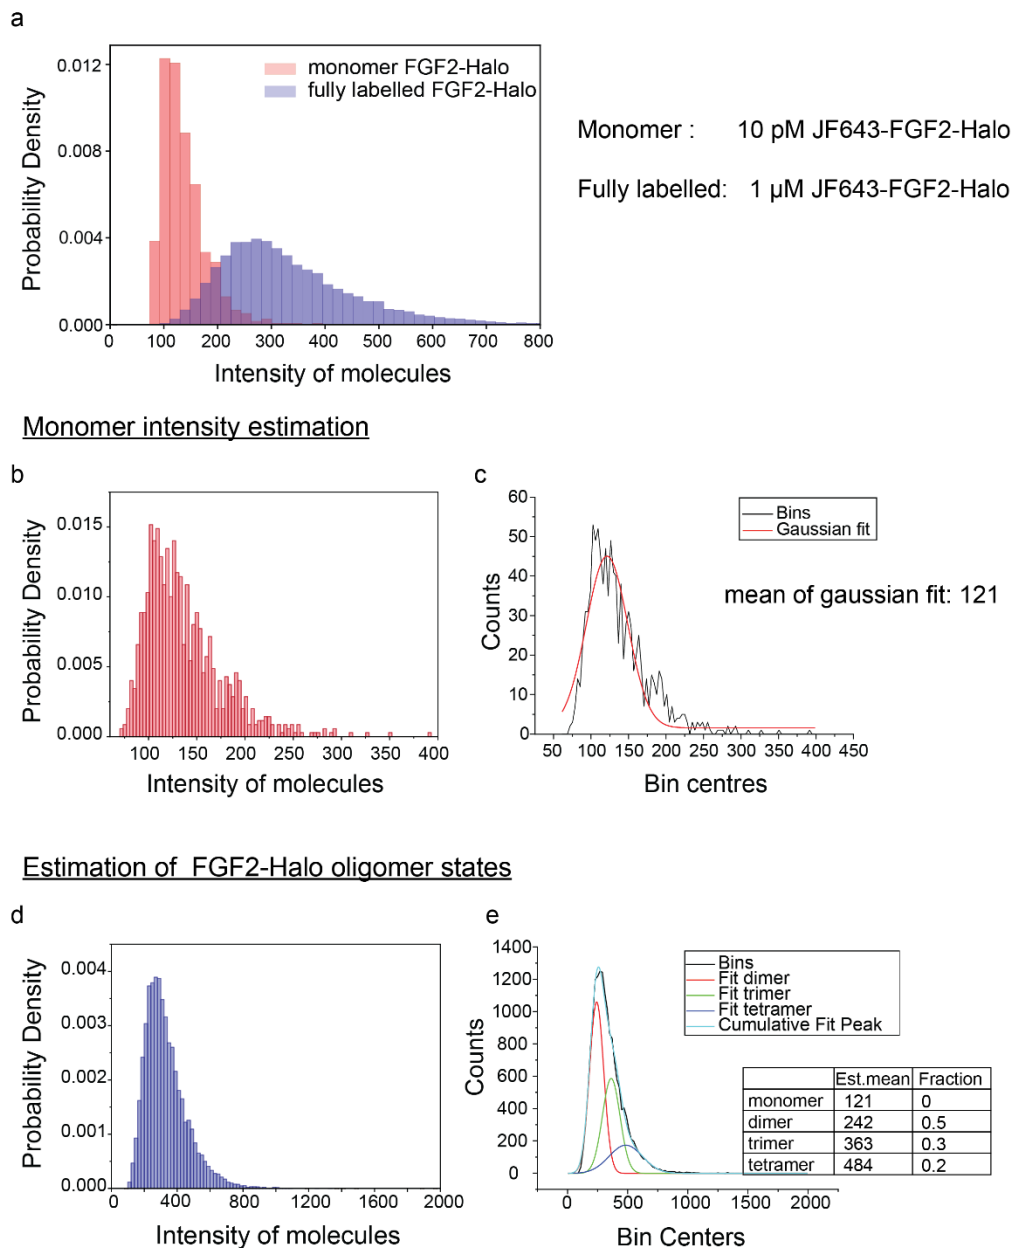 a
0.012
0.008
0.004
0.000
Probability Density
0 100 200 300 400 500 600 700 800
Intensity of molecules
monomer FGF2-Halo
fully labelled FGF2-Halo
Monomer : 10 pM JF643-FGF2-Halo
Fully labelled: 1 µM JF643-FGF2-Halo
Monomer intensity estimation
b
0.015
0.010
0.005
0.000
Probability Density
100 150 200 250 300 350 400
Intensity of molecules
c
60
50
40
30
20
10
0
Counts
50 100 150 200 250 300 350 400 450
Bin centres
Bins
Gaussian fit
mean of gaussian fit: 121
Estimation of FGF2-Halo oligomer states
d
0.004
0.003
0.002
0.001
0.000
Probability Density
0 400 800 1200 1600 2000
Intensity of molecules
e
1400
1200
1000
800
600
400
200
0
Counts
0 500 1000 1500 2000
Bin Centers
Bins
Fit dimer
Fit trimer
Fit tetramer
Cumulative Fit Peak
Est.mean Fraction
monomer 121 0
dimer 242 0.5
trimer 363 0.3
tetramer 484 0.2